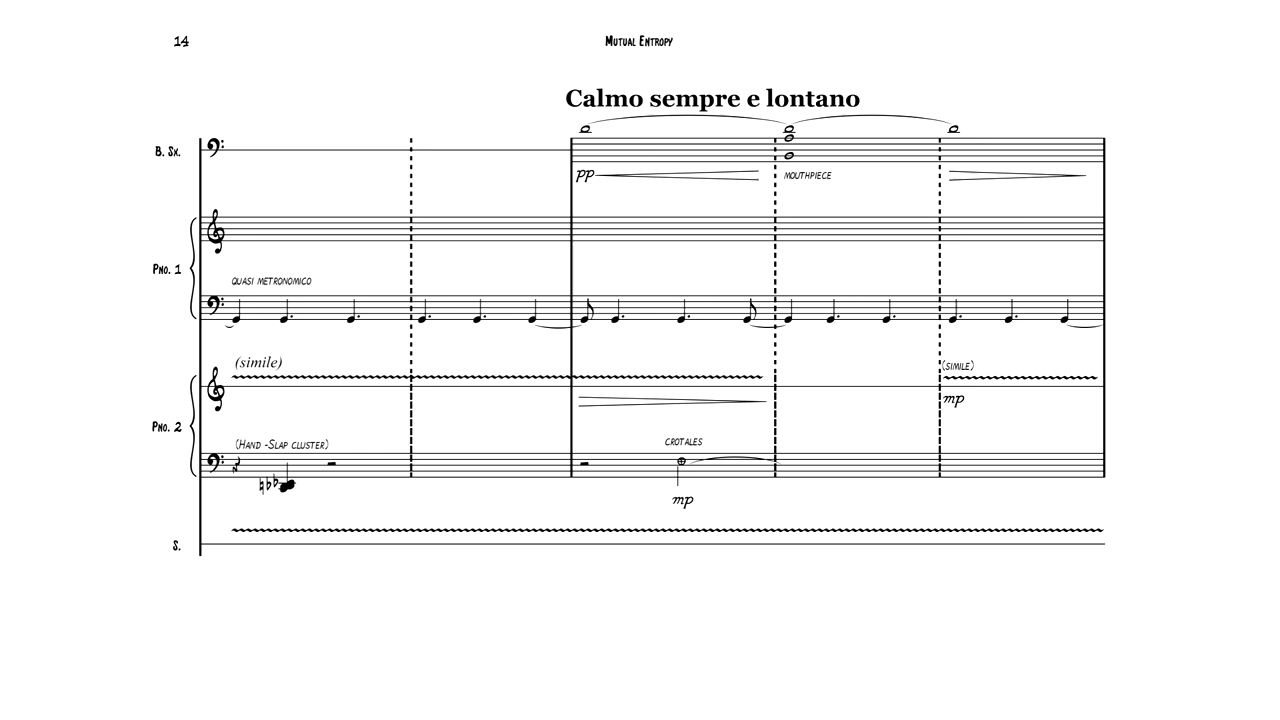 14
Mutual Entropy
Calmo sempre e lontano
B. Sx.
pp
mouthpiece
Pno. 1
quasi metronomico
(simile)
(simile)
mp
Pno. 2
(Hand -Slap cluster)
crotales
mp
S.